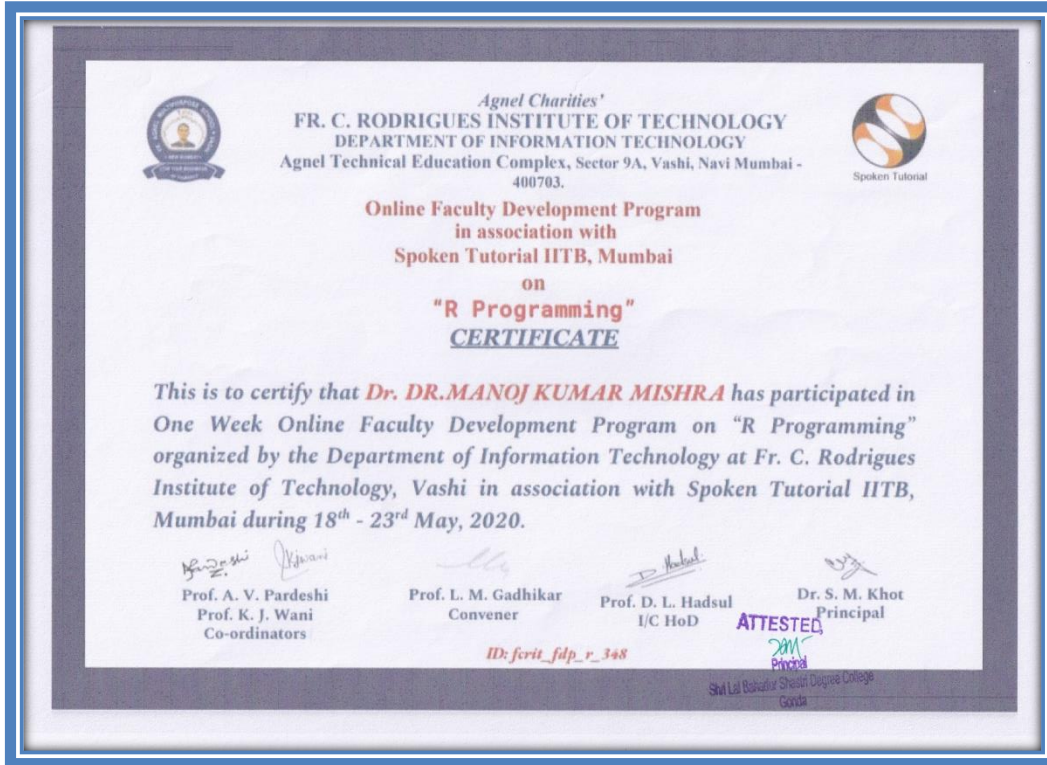 Agnel Charities'
FR. C. RODRIGUES INSTITUTE OF TECHNOLOGY
DEPARTMENT OF INFORMATION TECHNOLOGY
Agnel Technical Education Complex, Sector 9A, Vashi, Navi Mumbai -
400703.
Spoken Tutorial
Online Faculty Development Program
in association with
Spoken Tutorial IITB, Mumbai
on
"R Programming"
CERTIFICATE
This is to certify that Dr. DR.MANOJ KUMAR MISHRA has participated in
One Week Online Faculty Development Program on "R Programming"
organized by the Department of Information Technology at Fr. C. Rodrigues
Institute of Technology, Vashi in association with Spoken Tutorial IITB,
Mumbai during 18th - 23rd May, 2020.
Prof. A. V. Pardeshi
Prof. K. J. Wani
Co-ordinators
Prof. L. M. Gadhikar
Convener
Prof. D. L. Hadsul
I/C HoD
Dr. S. M. Khot
Principal
ID: fcrit_fdp_r_348
ATTESTED
Principal
Shri Lal Bahadur Shastri Degree College
Gonda